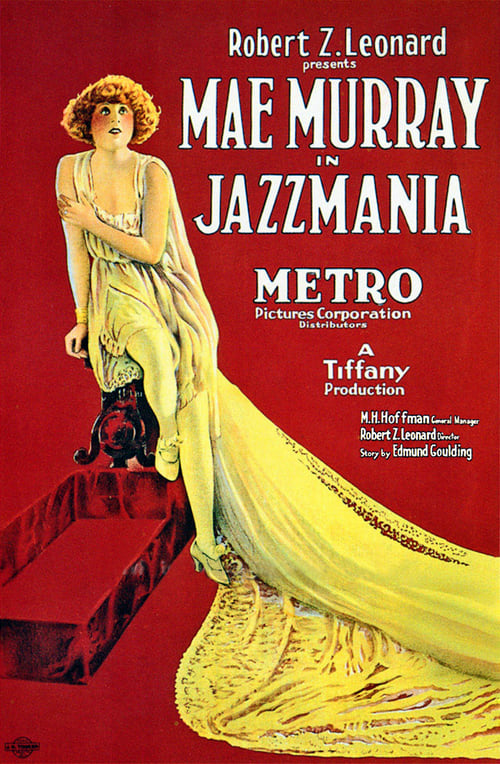 Robert Z. Leonard
presents
MAE MURRAY
IN
JAZZMANIA
METRO
Pictures Corporation
Distributors
A
Tiffany
Production
M.H. Hoffman General Manager
Robert Z. Leonard Director
Story by Edmund Goulding